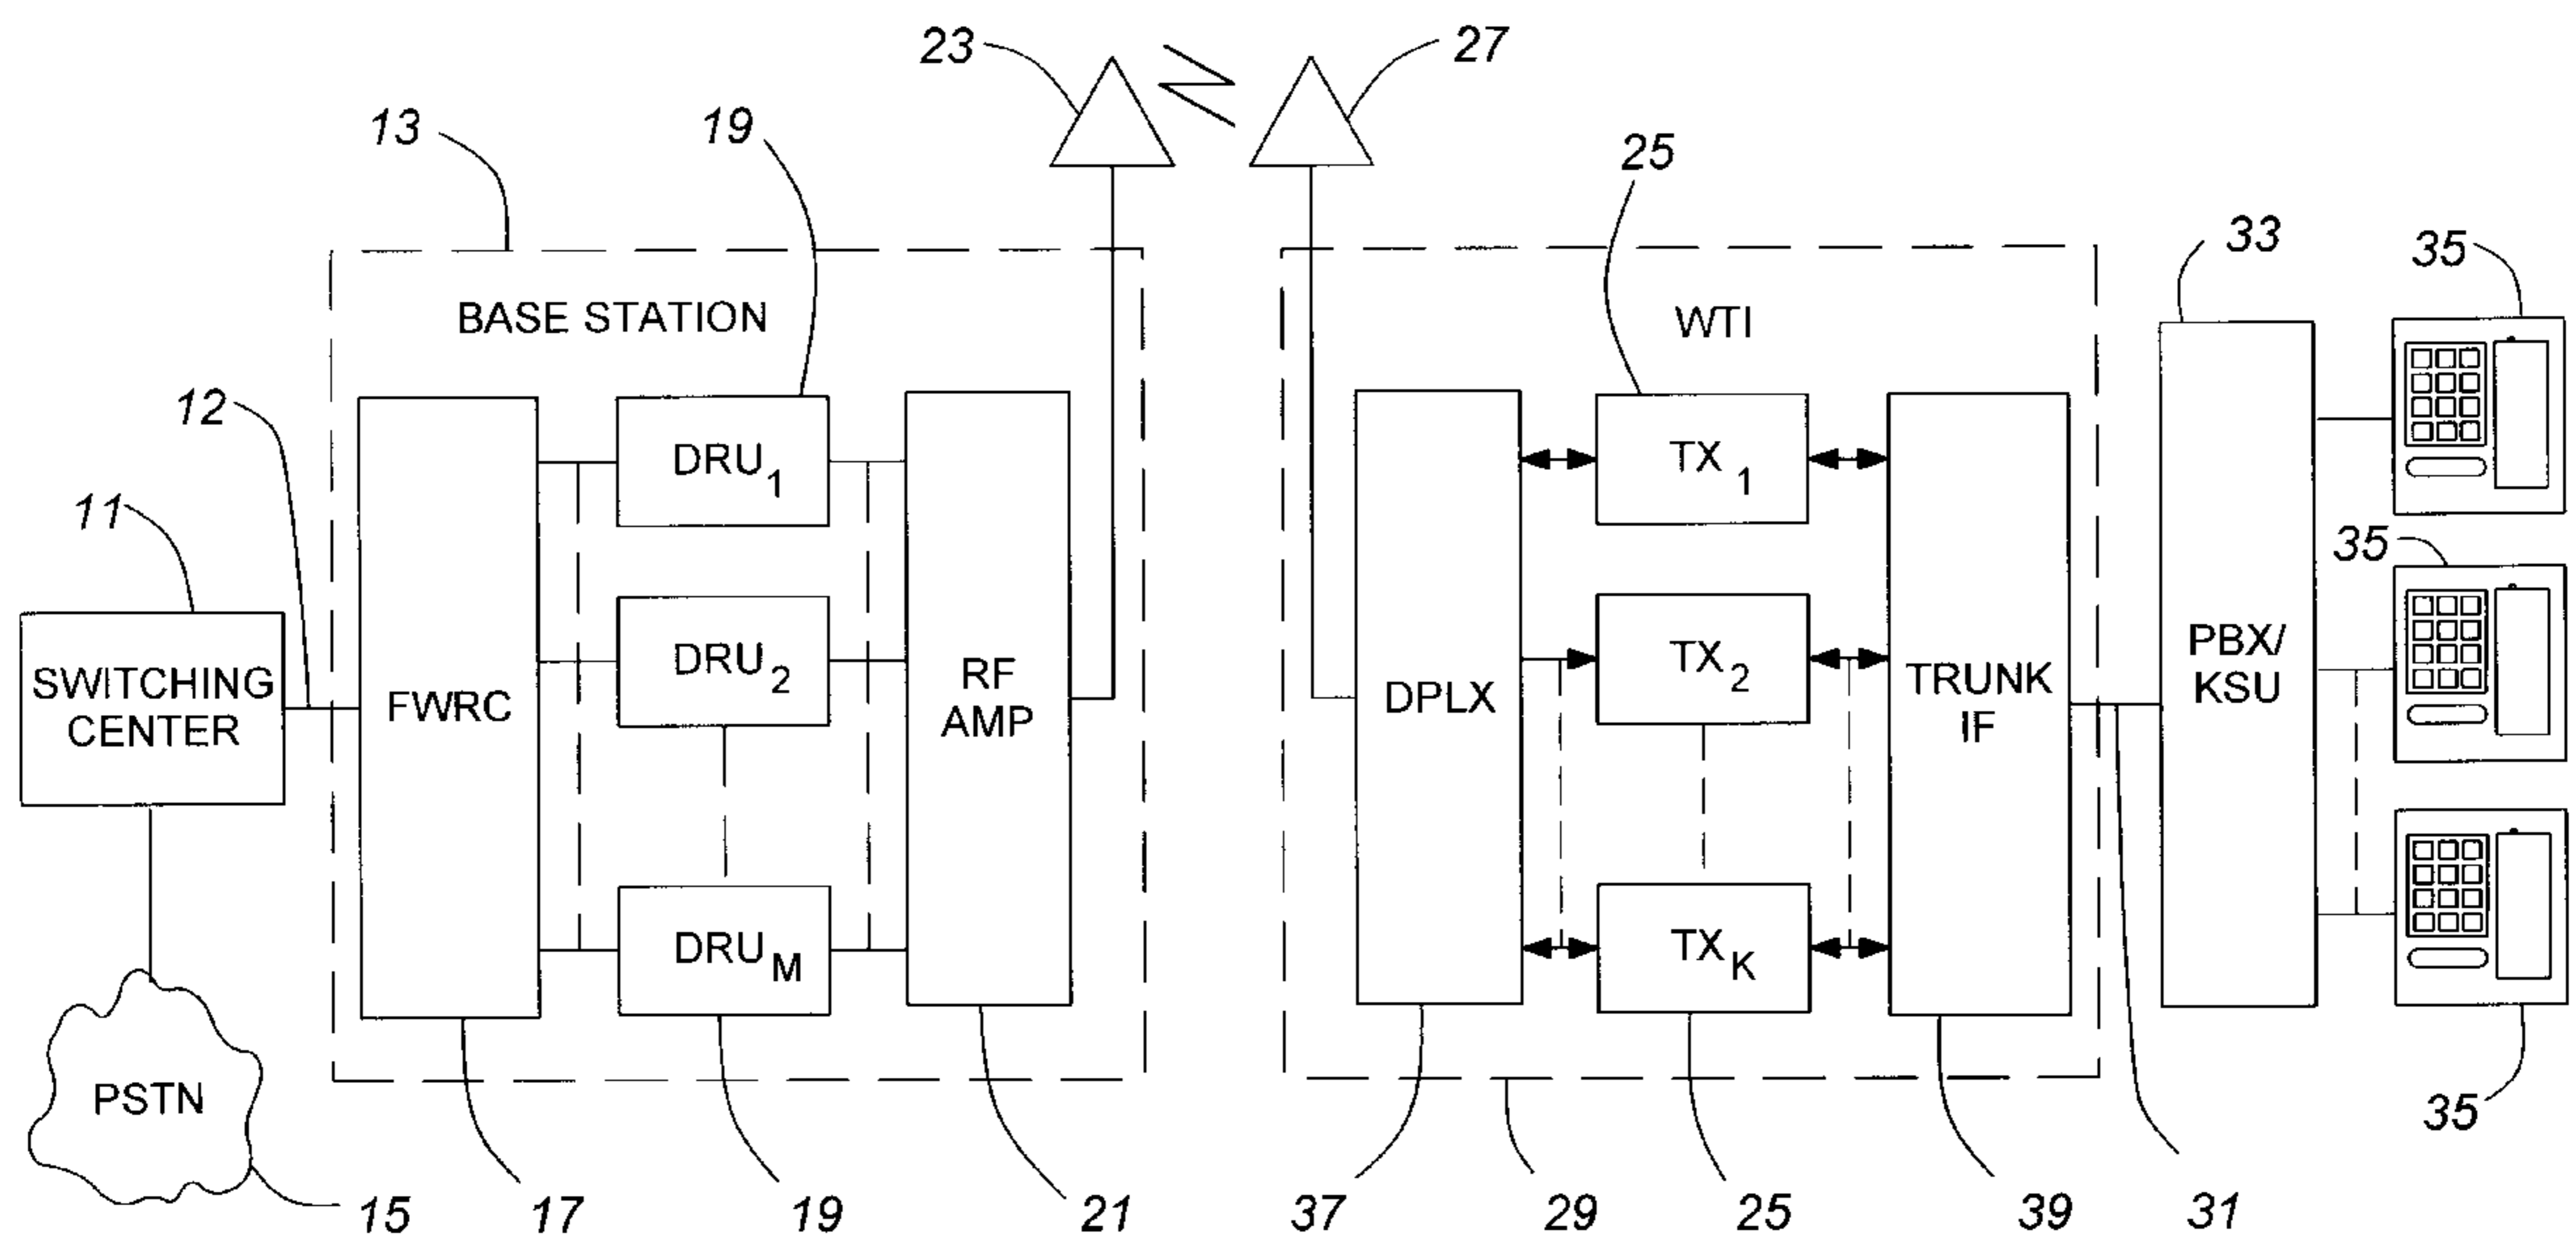 23
27
13
19
25
33
35
BASE STATION
WTI
12
11
DRU1
TX1
35
SWITCHING
CENTER
FWRC
DRU2
RF
AMP
DPLX
TX2
TRUNK
IF
PBX/
KSU
DRUM
TXK
PSTN
35
15
17
19
21
37
29
25
39
31